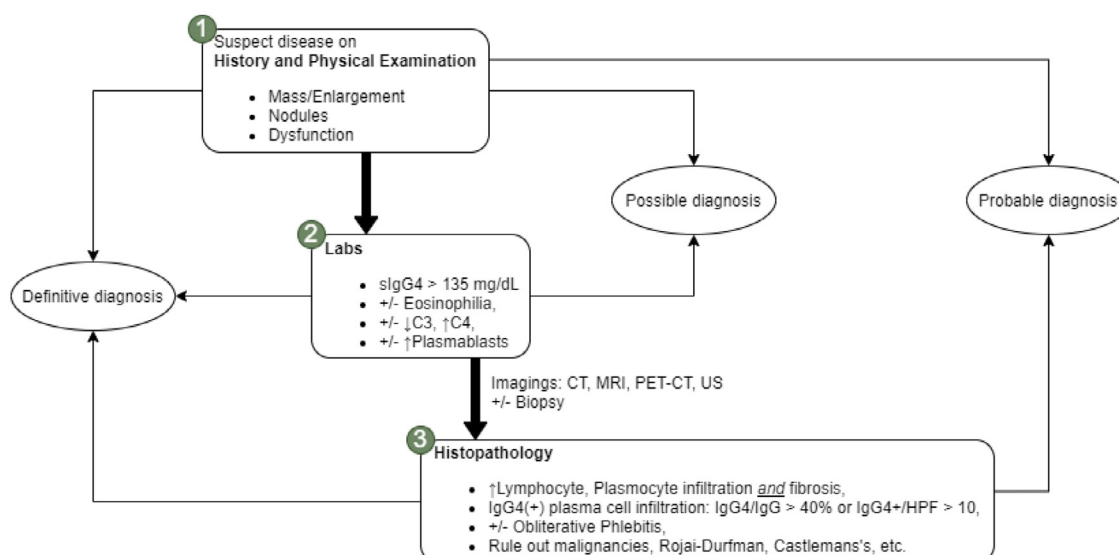 1
Suspect disease on
History and Physical Examination
• Mass/Enlargement
• Nodules
• Dysfunction
Possible diagnosis
Probable diagnosis
2
Labs
• sIgG4 > 135 mg/dL
• +/- Eosinophilia,
• +/- ↓C3, ↑C4,
• +/- ↑Plasmablasts
Definitive diagnosis
Imagings: CT, MRI, PET-CT, US
+/- Biopsy
3
Histopathology
• ↑Lymphocyte, Plasmocyte infiltration and fibrosis,
• IgG4(+) plasma cell infiltration: IgG4/IgG > 40% or IgG4+/HPF > 10,
• +/- Obliterative Phlebitis,
• Rule out malignancies, Rojai-Durfman, Castlemans's, etc.